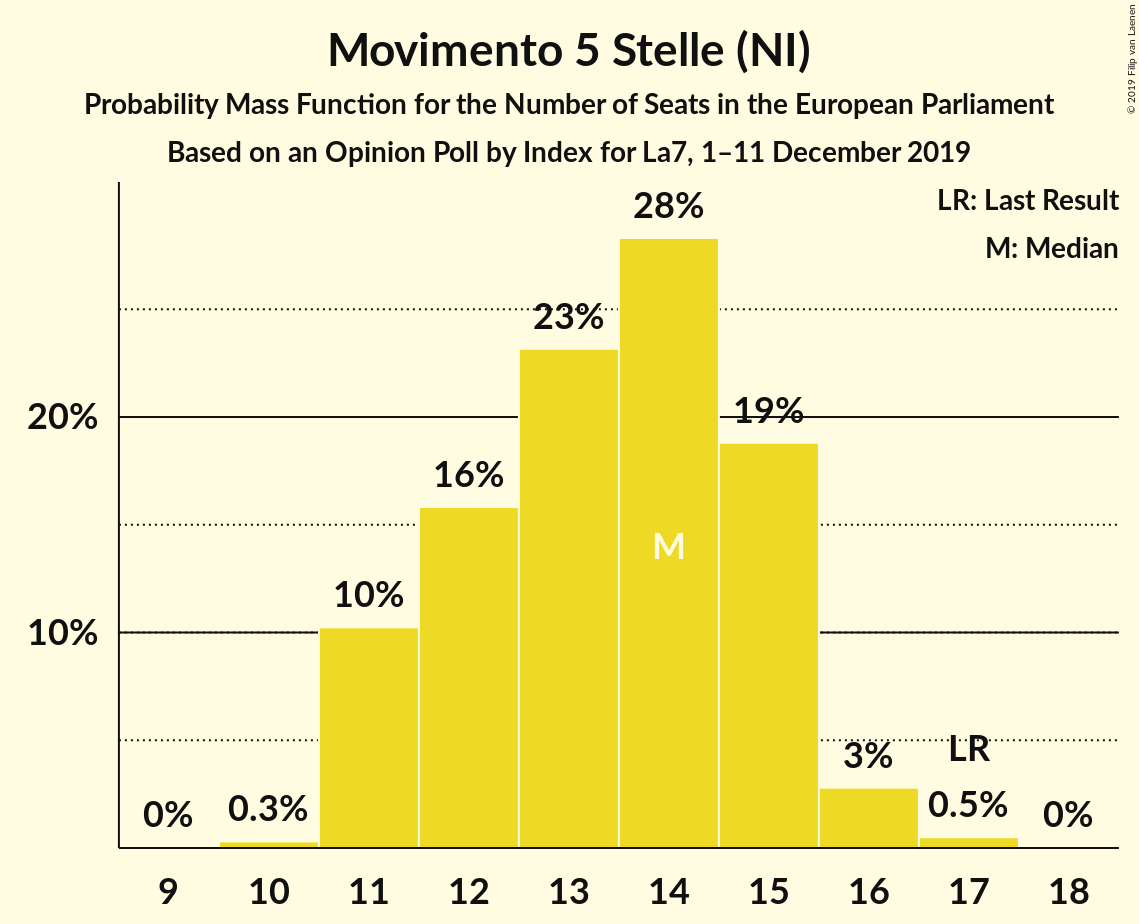 Movimento 5 Stelle (NI)
Probability Mass Function for the Number of Seats in the European Parliament
Based on an Opinion Poll by Index for La7, 1–11 December 2019
© 2019 Filip van Laenen
LR: Last Result
M: Median
28%
23%
20%
19%
16%
M
10%
10%
LR
3%
0%
0.3%
0.5%
0%
9 10 11 12 13 14 15 16 17 18